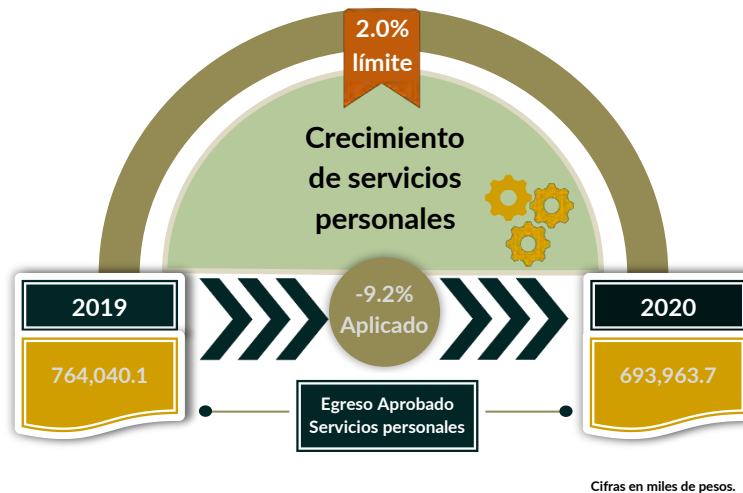 2.0%
límite
Crecimiento
de servicios
personales
2019
-9.2%
Aplicado
2020
764,040.1
693,963.7
Egreso Aprobado
Servicios personales
Cifras en miles de pesos.